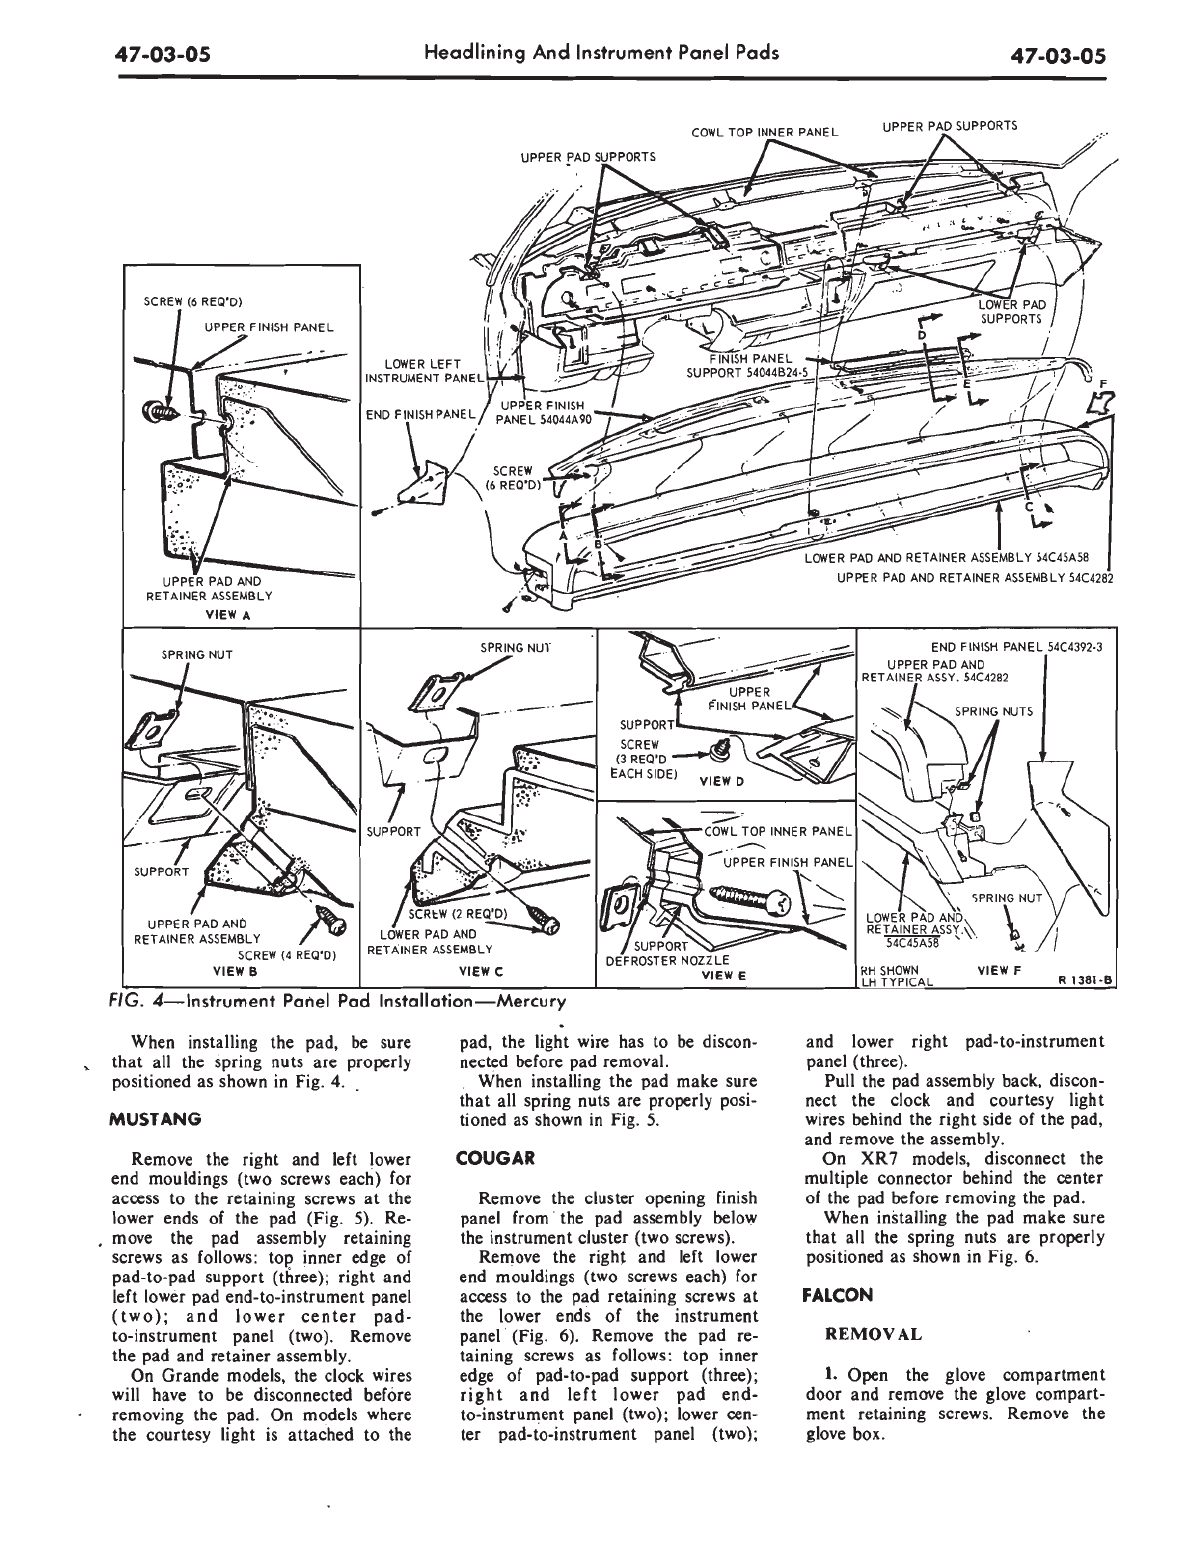 47-03-05
Headlining And Instrument Panel Pads
47-03-05
COWL TOP INNER PANEL
UPPER PAD SUPPORTS
UPPER PAD SUPPORTS
LOWER PAD
SUPPORTS
D
E
F
FINISH PANEL
SUPPORT 54044B24-5
LOWER LEFT
INSTRUMENT PANEL
END FINISH PANEL
UPPER FINISH
PANEL 54044A90
SCREW
(6 REQ'D)
A
B
C
LOWER PAD AND RETAINER ASSEMBLY 54C45A58
UPPER PAD AND RETAINER ASSEMBLY 54C4282
SCREW (6 REQ'D)
UPPER FINISH PANEL
UPPER PAD AND
RETAINER ASSEMBLY
VIEW A
SPRING NUT
SUPPORT
UPPER PAD AND
RETAINER ASSEMBLY
SCREW (4 REQ'D)
VIEW B
SPRING NUT
SUPPORT
SCREW (2 REQ'D)
LOWER PAD AND
RETAINER ASSEMBLY
VIEW C
UPPER
FINISH PANEL
SUPPORT
SCREW
(3 REQ'D
EACH SIDE)
VIEW D
COWL TOP INNER PANEL
UPPER FINISH PANEL
SUPPORT
DEFROSTER NOZZLE
VIEW E
END FINISH PANEL 54C4392-3
UPPER PAD AND
RETAINER ASSY. 54C4282
SPRING NUTS
SPRING NUT
LOWER PAD AND
RETAINER ASSY.
54C45A58
RH SHOWN
LH TYPICAL
VIEW F
R 1381-B
FIG. 4—Instrument Panel Pad Installation—Mercury
When installing the pad, be sure
that all the spring nuts are properly
positioned as shown in Fig. 4.
MUSTANG
Remove the right and left lower
end mouldings (two screws each) for
access to the retaining screws at the
lower ends of the pad (Fig. 5). Re-
move the pad assembly retaining
screws as follows: top inner edge of
pad-to-pad support (three); right and
left lower pad end-to-instrument panel
(two); and lower center pad-
to-instrument panel (two). Remove
the pad and retainer assembly.
On Grande models, the clock wires
will have to be disconnected before
removing the pad. On models where
the courtesy light is attached to the
pad, the light wire has to be discon-
nected before pad removal.
When installing the pad make sure
that all spring nuts are properly posi-
tioned as shown in Fig. 5.
COUGAR
Remove the cluster opening finish
panel from the pad assembly below
the instrument cluster (two screws).
Remove the right and left lower
end mouldings (two screws each) for
access to the pad retaining screws at
the lower ends of the instrument
panel (Fig. 6). Remove the pad re-
taining screws as follows: top inner
edge of pad-to-pad support (three);
right and left lower pad end-
to-instrument panel (two); lower cen-
ter pad-to-instrument panel (two);
and lower right pad-to-instrument
panel (three).
Pull the pad assembly back, discon-
nect the clock and courtesy light
wires behind the right side of the pad,
and remove the assembly.
On XR7 models, disconnect the
multiple connector behind the center
of the pad before removing the pad.
When installing the pad make sure
that all the spring nuts are properly
positioned as shown in Fig. 6.
FALCON
REMOVAL
1. Open the glove compartment
door and remove the glove compart-
ment retaining screws. Remove the
glove box.